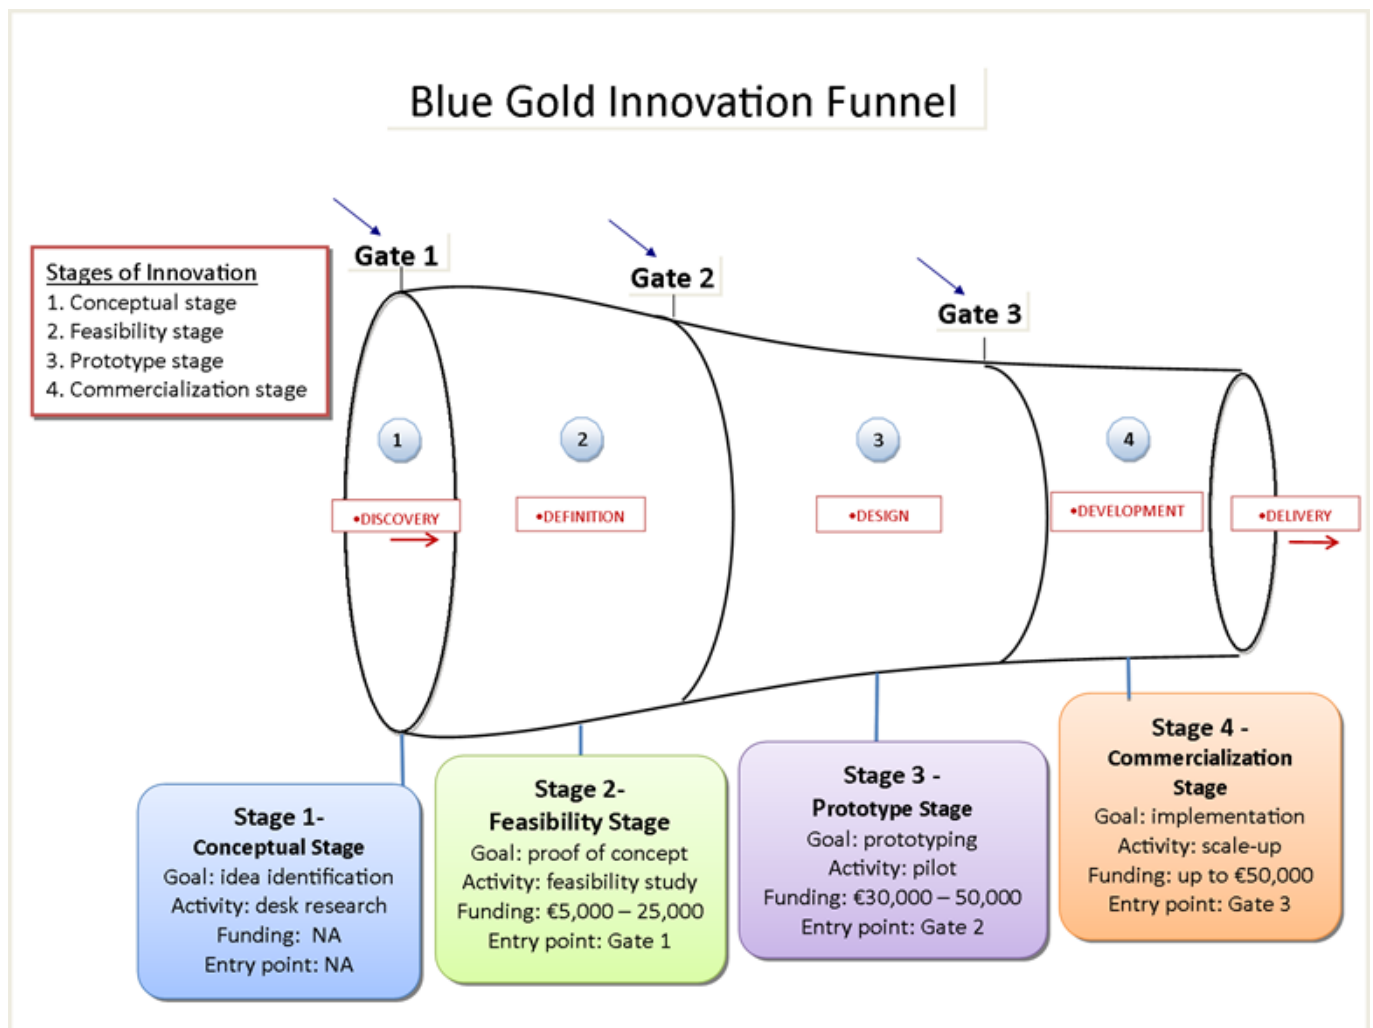 Blue Gold Innovation Funnel
Gate 1
Gate 2
Gate 3
Stages of Innovation
1. Conceptual stage
2. Feasibility stage
3. Prototype stage
4. Commercialization stage
1
2
3
4
•DISCOVERY
•DEFINITION
•DESIGN
•DEVELOPMENT
•DELIVERY
Stage 1-
Conceptual Stage
Goal: idea identification
Activity: desk research
Funding: NA
Entry point: NA
Stage 2-
Feasibility Stage
Goal: proof of concept
Activity: feasibility study
Funding: €5,000 – 25,000
Entry point: Gate 1
Stage 3 -
Prototype Stage
Goal: prototyping
Activity: pilot
Funding: €30,000 – 50,000
Entry point: Gate 2
Stage 4 -
Commercialization
Stage
Goal: implementation
Activity: scale-up
Funding: up to €50,000
Entry point: Gate 3